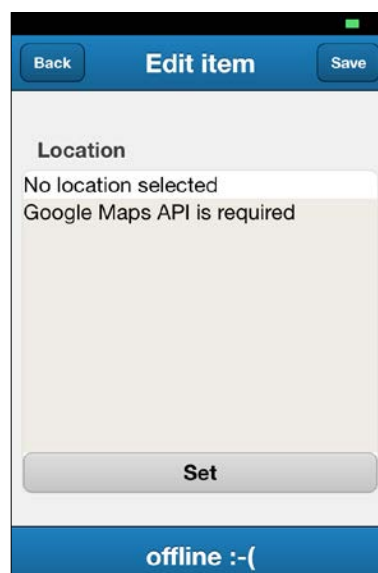 Back
Edit item
Save
Location
No location selected
Google Maps API is required
Set
offline :-(